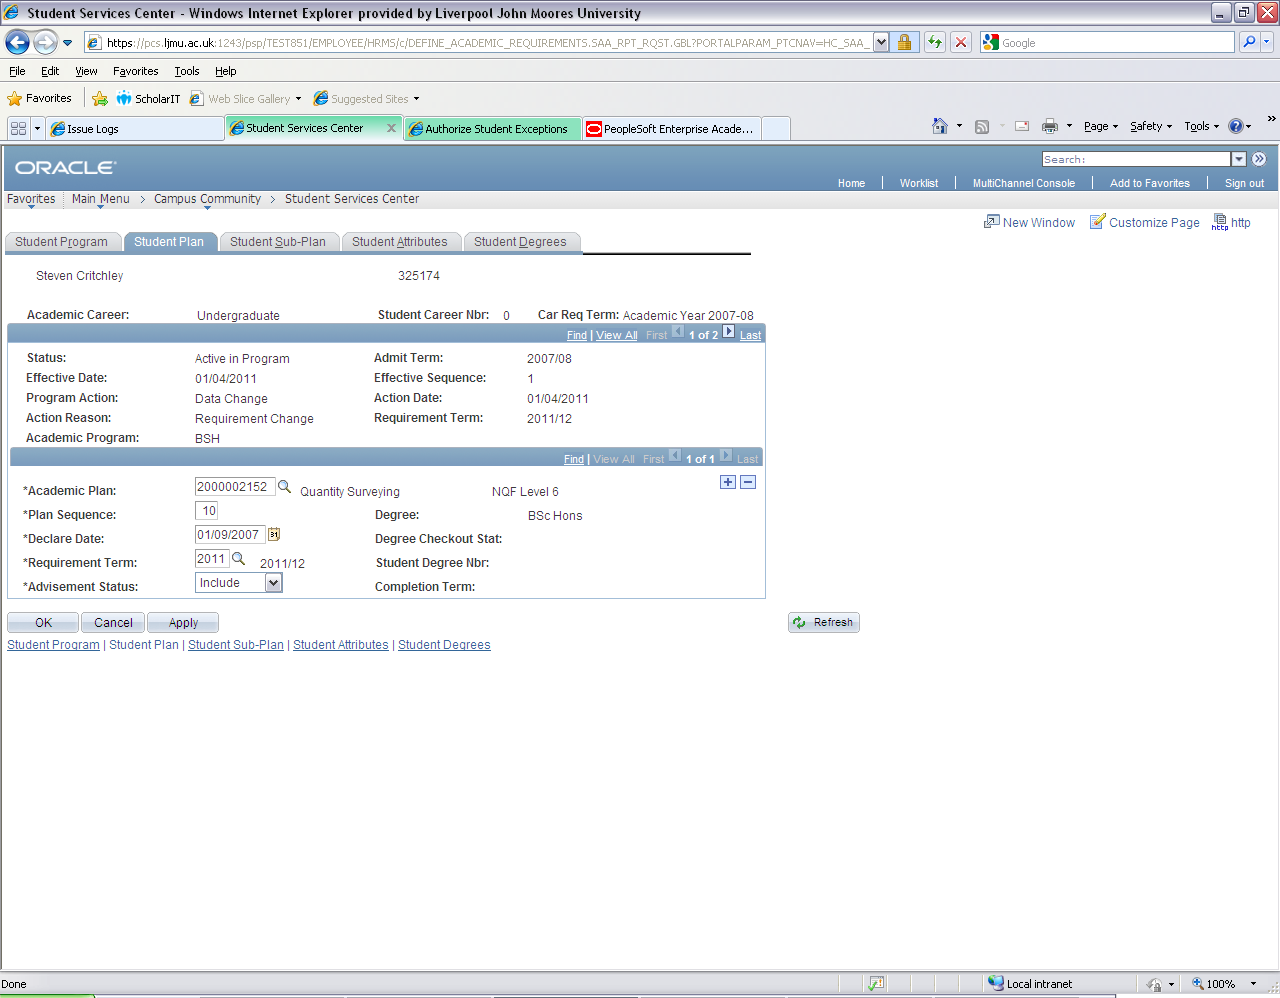 Student Services Center - Windows Internet Explorer provided by Liverpool John Moores University
https://pcs.ljmu.ac.uk:1243/psp/TEST851/EMPLOYEE/HRMS/c/DEFINE_ACADEMIC_REQUIREMENTS.SAA_RPT_RQST.GBL?PORTALPARAM_PTCNAV=HC_SAA_ Google
File Edit View Favorites Tools Help
Favorites ScholarIT Web Slice Gallery Suggested Sites
Issue Logs Student Services Center Authorize Student Exceptions PeopleSoft Enterprise Acade... Page Safety Tools
ORACLE Search:
Home Worklist MultiChannel Console Add to Favorites Sign out
Favorites Main Menu > Campus Community > Student Services Center
New Window Customize Page http
Student Program Student Plan Student Sub-Plan Student Attributes Student Degrees
Steven Critchley 325174
Academic Career: Undergraduate Student Career Nbr: 0 Car Req Term: Academic Year 2007-08
Find | View All First 1 of 2 Last
Status: Active in Program Admit Term: 2007/08
Effective Date: 01/04/2011 Effective Sequence: 1
Program Action: Data Change Action Date: 01/04/2011
Action Reason: Requirement Change Requirement Term: 2011/12
Academic Program: BSH
Find | View All First 1 of 1 Last
*Academic Plan: 2000002152 Quantity Surveying NQF Level 6
*Plan Sequence: 10 Degree: BSc Hons
*Declare Date: 01/09/2007 Degree Checkout Stat:
*Requirement Term: 2011 2011/12 Student Degree Nbr:
*Advisement Status: Include Completion Term:
OK Cancel Apply Refresh
Student Program | Student Plan | Student Sub-Plan | Student Attributes | Student Degrees
Done Local intranet 100%